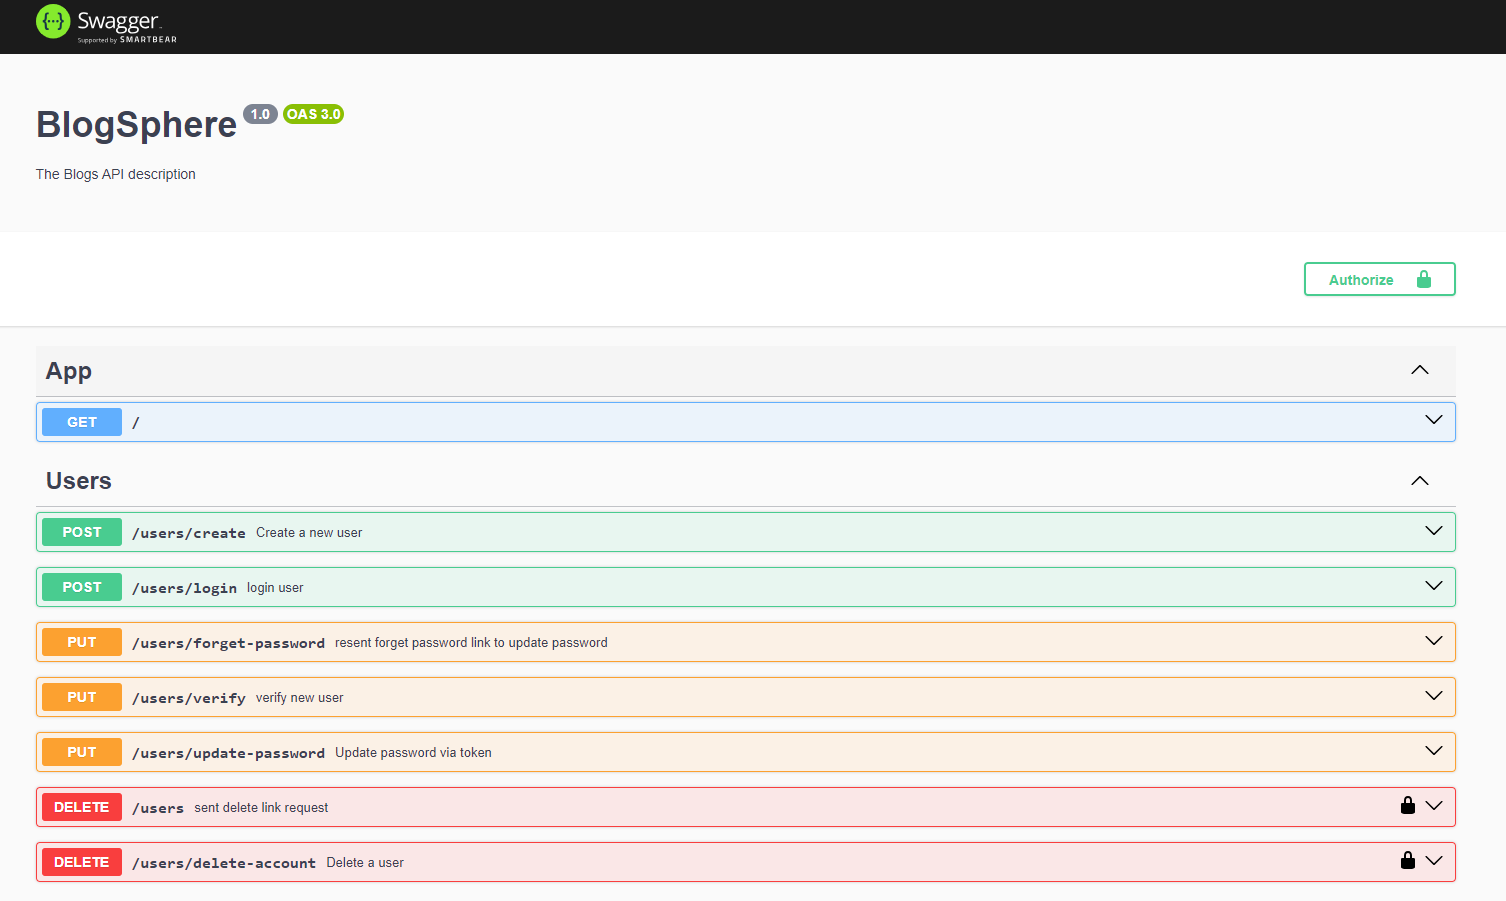 Swagger
Supported by SMARTBEAR
BlogSphere 1.0 OAS 3.0
The Blogs API description
Authorize
App
GET /
Users
POST /users/create Create a new user
POST /users/login login user
PUT /users/forget-password resent forget password link to update password
PUT /users/verify verify new user
PUT /users/update-password Update password via token
DELETE /users sent delete link request
DELETE /users/delete-account Delete a user